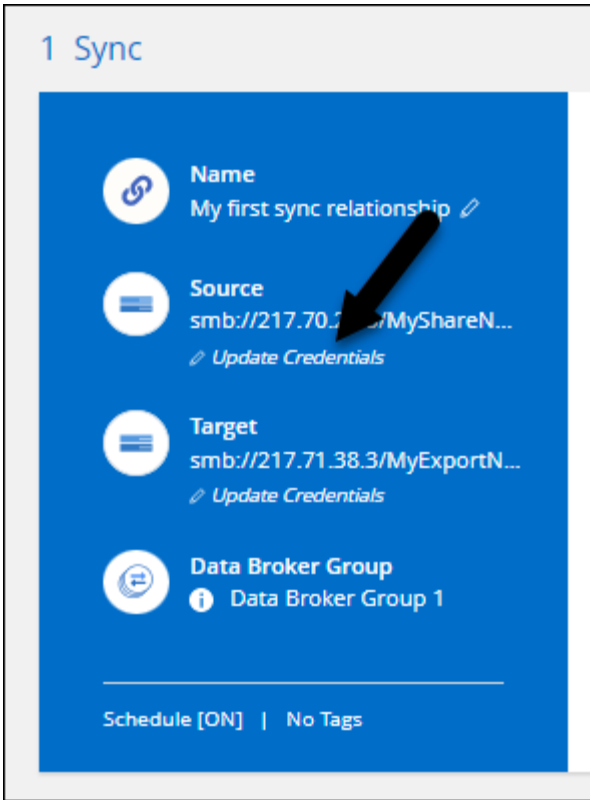 1 Sync
Name
My first sync relationship
Source
smb://217.70. /MyShareN...
Update Credentials
Target
smb://217.71.38.3/MyExportN...
Update Credentials
Data Broker Group
Data Broker Group 1
Schedule [ON] | No Tags